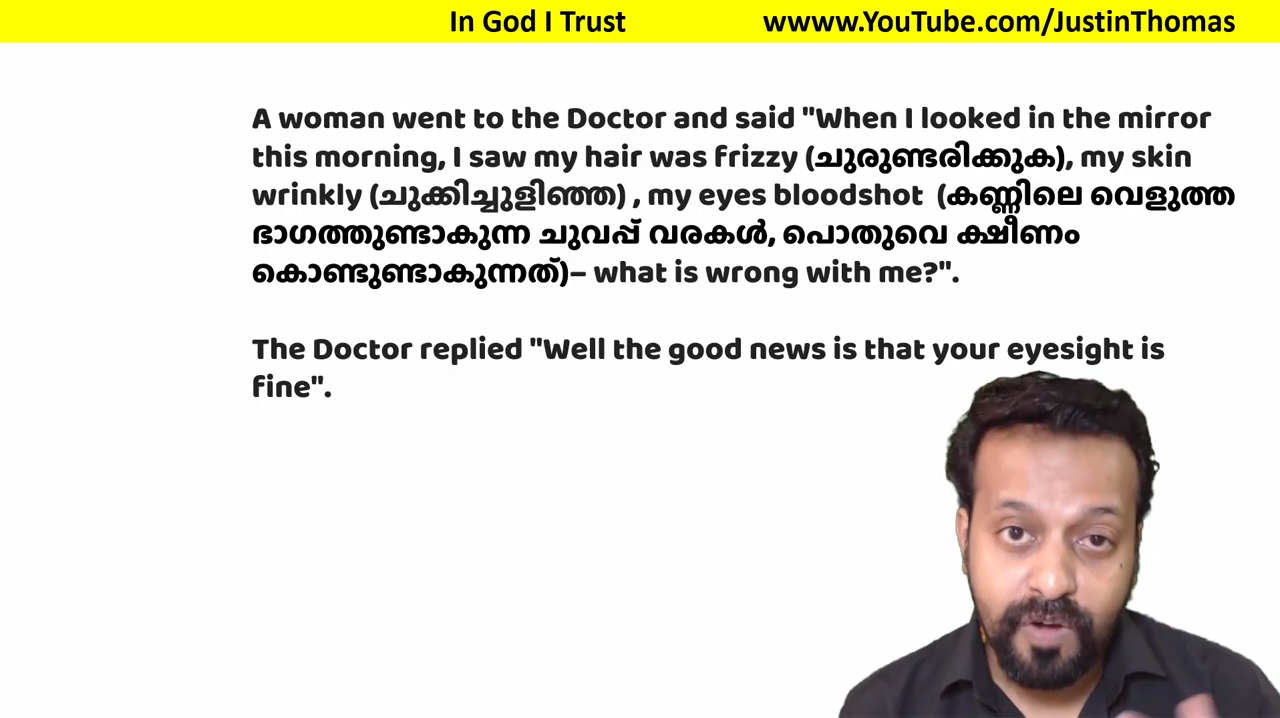 In God I Trust wwww.YouTube.com/JustinThomas
A woman went to the Doctor and said "When I looked in the mirror
this morning, I saw my hair was frizzy (ചുരുണ്ടരിക്കുക), my skin
wrinkly (ചുക്കിച്ചുളിഞ്ഞ) , my eyes bloodshot (കണ്ണിലെ വെളുത്ത
ഭാഗത്തുണ്ടാകുന്ന ചുവപ്പ് വരകൾ, പൊതുവെ ക്ഷീണം
കൊണ്ടുണ്ടാകുന്നത്)– what is wrong with me?".
The Doctor replied "Well the good news is that your eyesight is
fine".